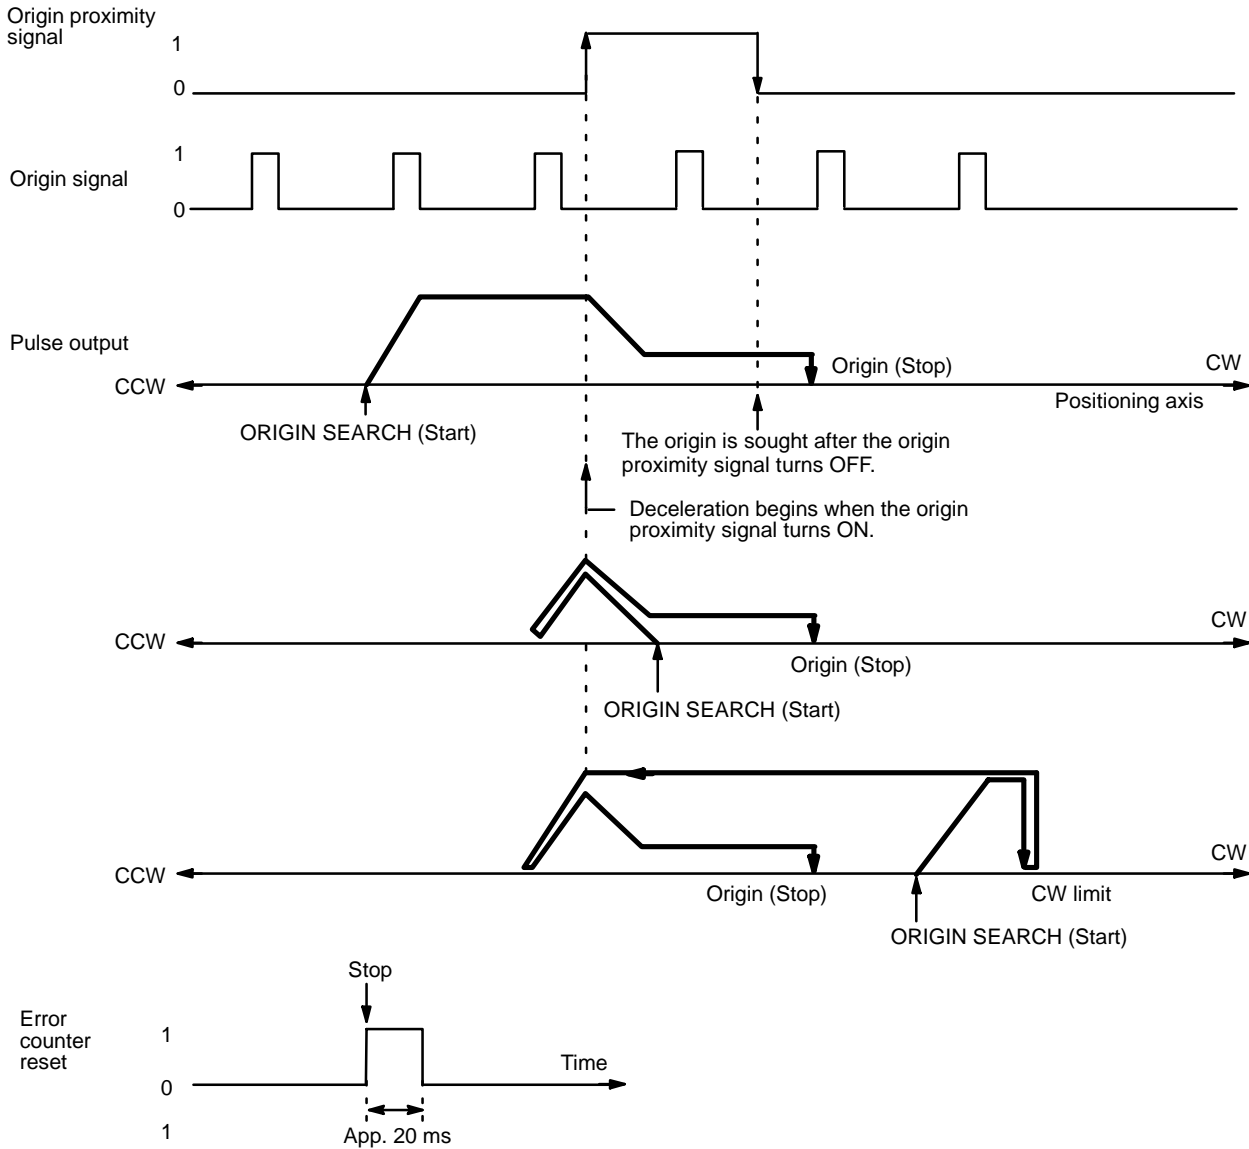 Origin proximity
signal
1
0
Origin signal
1
0
Pulse output
CCW
CW
Origin (Stop)
Positioning axis
ORIGIN SEARCH (Start)
The origin is sought after the origin
proximity signal turns OFF.
Deceleration begins when the origin
proximity signal turns ON.
CCW
CW
Origin (Stop)
ORIGIN SEARCH (Start)
CCW
CW
Origin (Stop)
CW limit
ORIGIN SEARCH (Start)
Stop
Error
counter
reset
1
0
Time
1
App. 20 ms